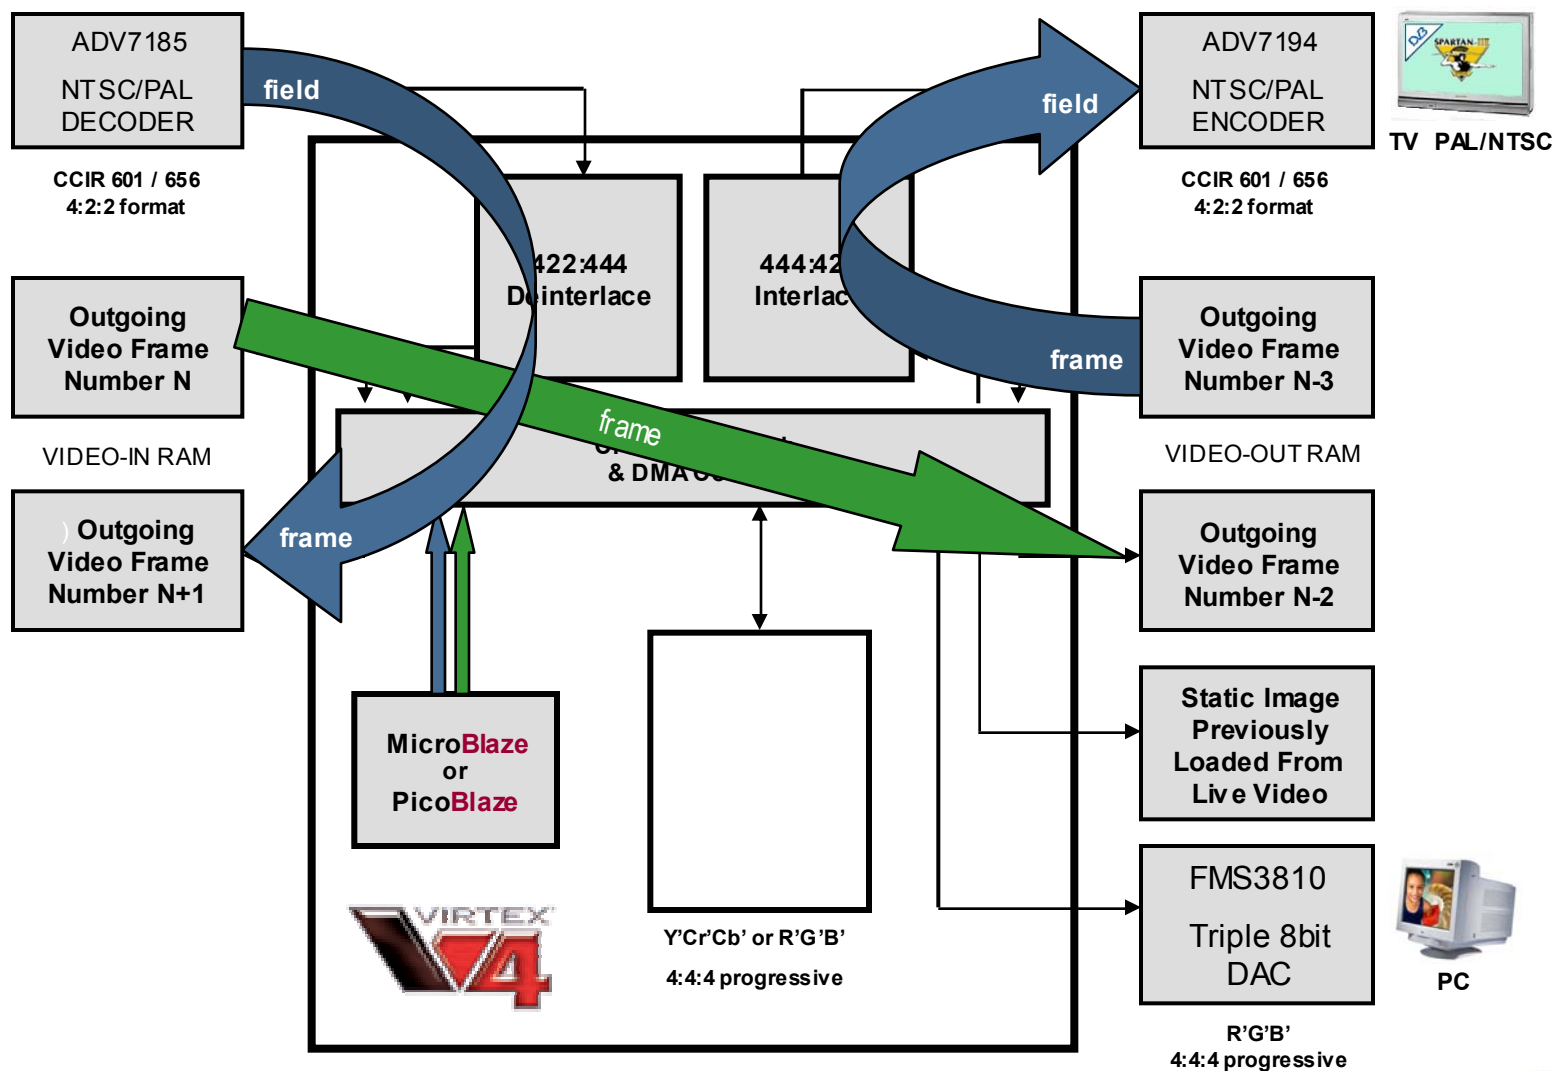 ADV7185
NTSC/PAL
DECODER
CCIR 601 / 656
4:2:2 format
field
field
ADV7194
NTSC/PAL
ENCODER
CCIR 601 / 656
4:2:2 format
SPARTAN-III
TV PAL/NTSC
422:444
Deinterlace
Outgoing
Video Frame
Number N
VIDEO-IN RAM
) Outgoing
Video Frame
Number N+1
frame
frame
frame
& DMA
Outgoing
Video Frame
Number N-3
VIDEO-OUT RAM
Outgoing
Video Frame
Number N-2
Static Image
Previously
Loaded From
Live Video
MicroBlaze
or
PicoBlaze
VIRTEX
4
Y'Cr'Cb' or R'G'B'
4:4:4 progressive
FMS3810
Triple 8bit
DAC
R'G'B'
4:4:4 progressive
PC